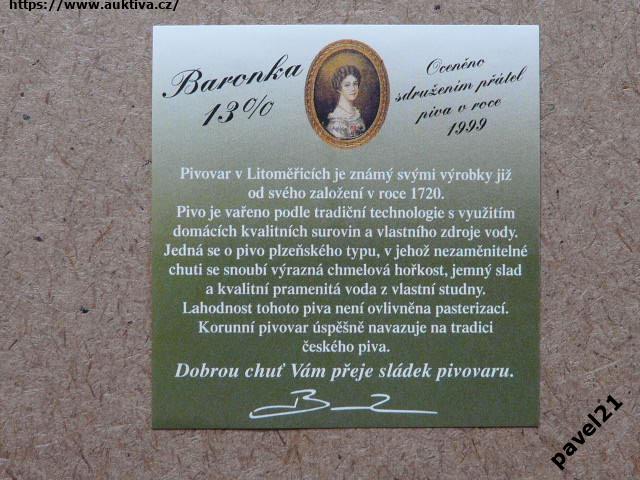 https://www.auktiva.cz/
Baronka
13%
Oceněno
sdružením přátel
piva v roce
1999
Pivovar v Litoměřicích je známý svými výrobky již
od svého založení v roce 1720.
Pivo je vařeno podle tradiční technologie s využitím
domácích kvalitních surovin a vlastního zdroje vody.
Jedná se o pivo plzeňského typu, v jehož nezaměnitelné
chuti se snoubí výrazná chmelová hořkost, jemný slad
a kvalitní pramenitá voda z vlastní studny.
Lahodnost tohoto piva není ovlivněna pasterizací.
Korunní pivovar úspěšně navazuje na tradici
českého piva.
Dobrou chuť Vám přeje sládek pivovaru.
pavel21